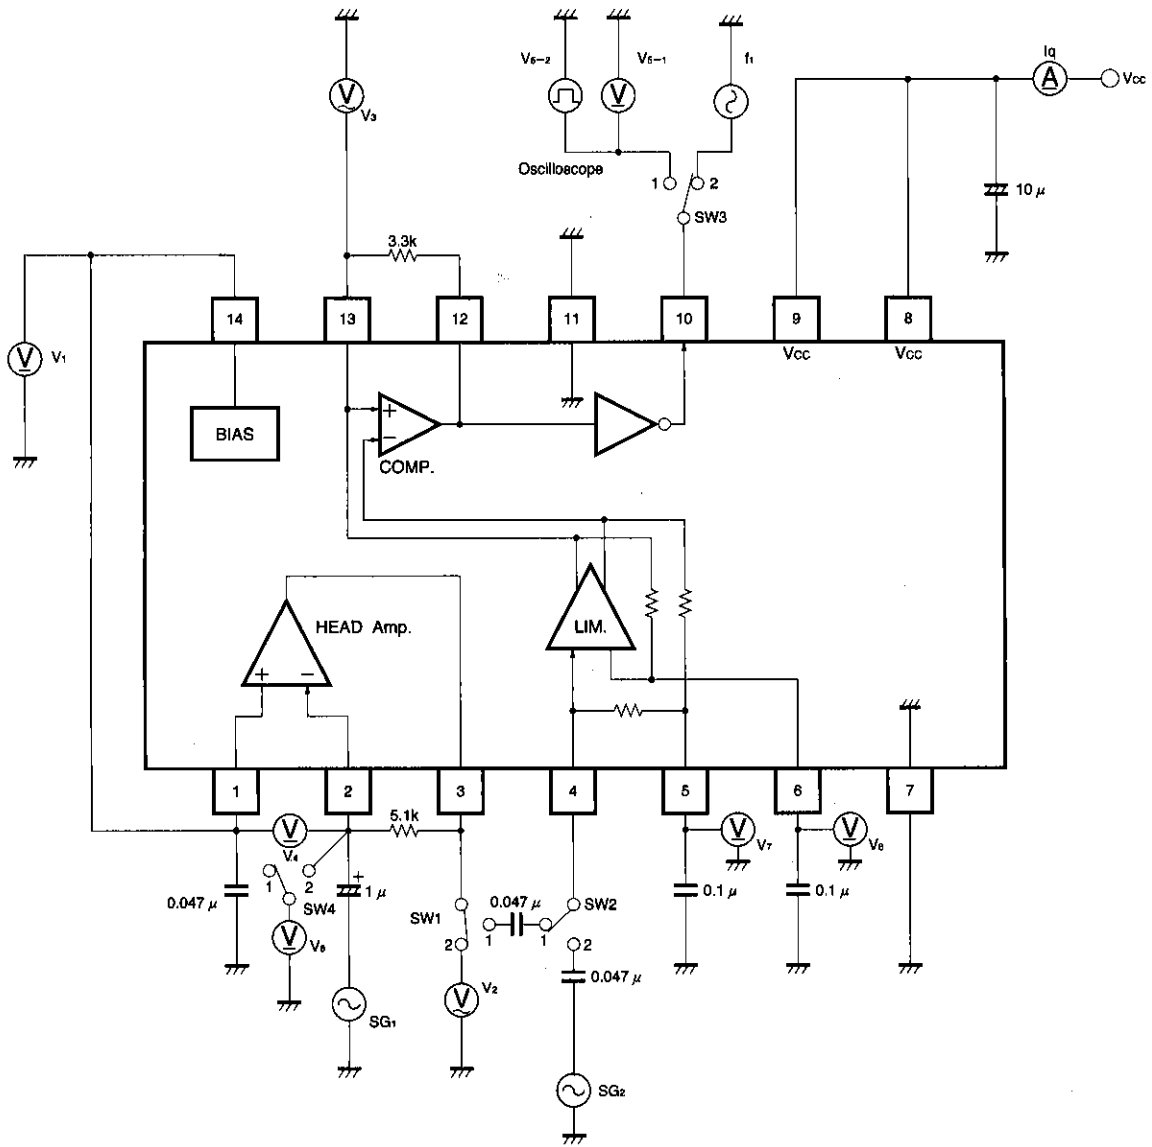 V5-2
V5-1
f1
Iq
A
Vcc
V
V3
V
Oscilloscope
1
2
10 μ
SW3
3.3k
14
13
12
11
10
9
8
V
V1
Vcc
Vcc
BIAS
+
−
COMP.
HEAD Amp.
LIM.
+
−
1
2
3
4
5
6
7
5.1k
V
V4
V
V7
V
V8
1
2
+
0.047 μ
1 μ
SW4
0.047 μ
SW1
SW2
0.1 μ
0.1 μ
1
1
V
V6
2
2
0.047 μ
V
V2
SG1
SG2